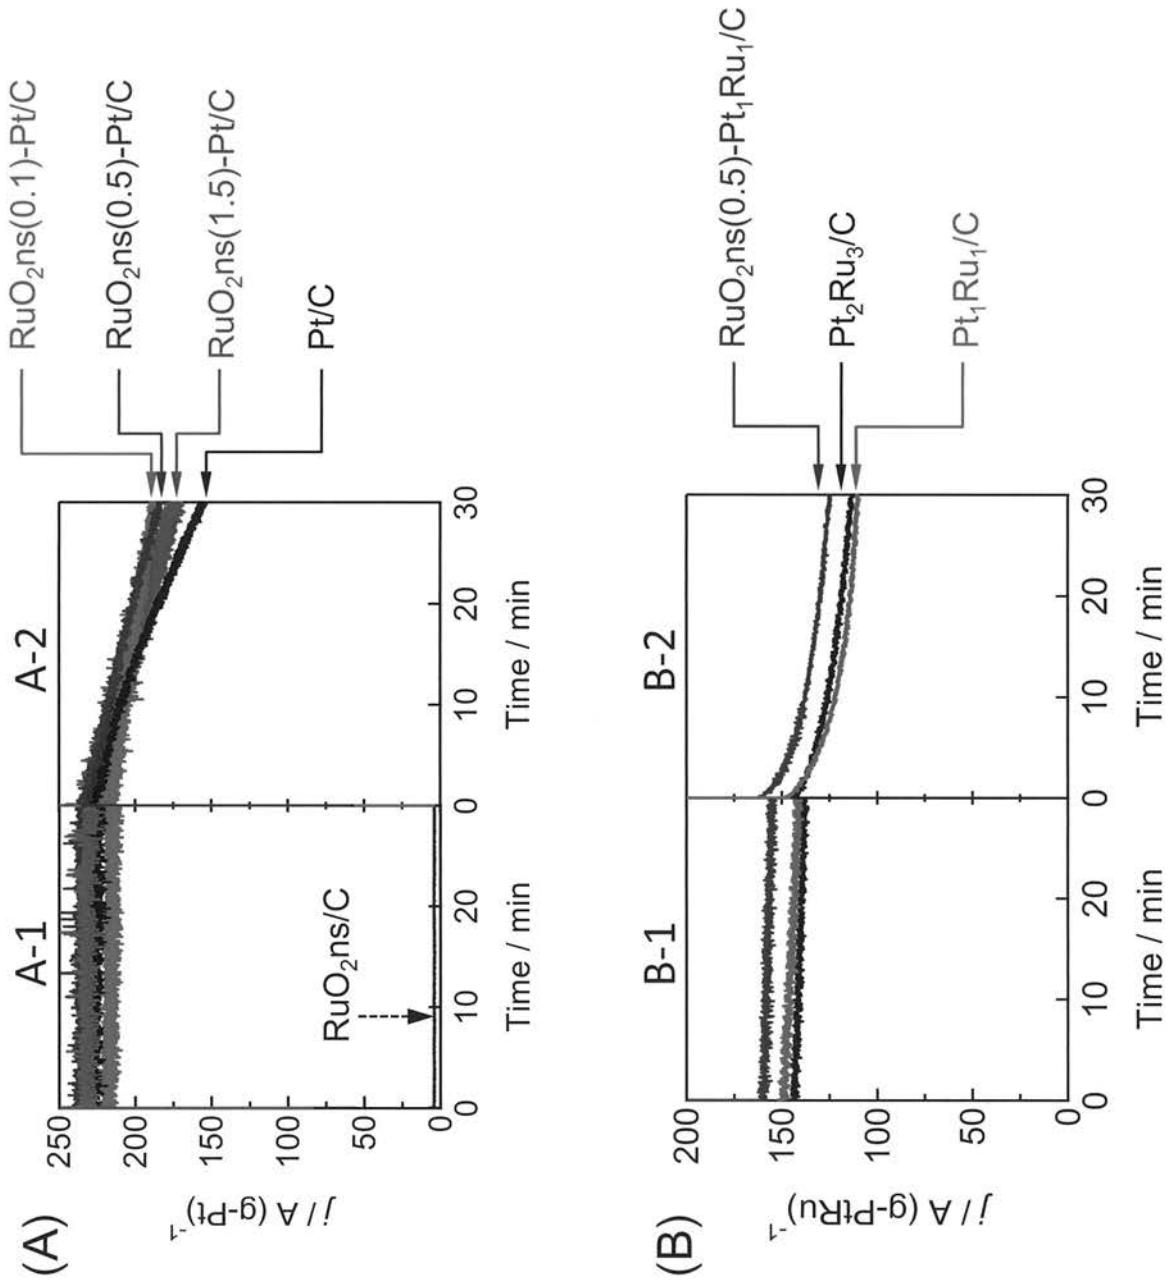 (A)
A-1
A-2
j / A (g-Pt)⁻¹
250
200
150
100
50
0
RuO₂ns/C
0
10
20
0
10
20
30
Time / min
Time / min
RuO₂ns(0.1)-Pt/C
RuO₂ns(0.5)-Pt/C
RuO₂ns(1.5)-Pt/C
Pt/C
(B)
B-1
B-2
j / A (g-PtRu)⁻¹
200
150
100
50
0
0
10
20
0
10
20
30
Time / min
Time / min
RuO₂ns(0.5)-Pt₁Ru₁/C
Pt₂Ru₃/C
Pt₁Ru₁/C